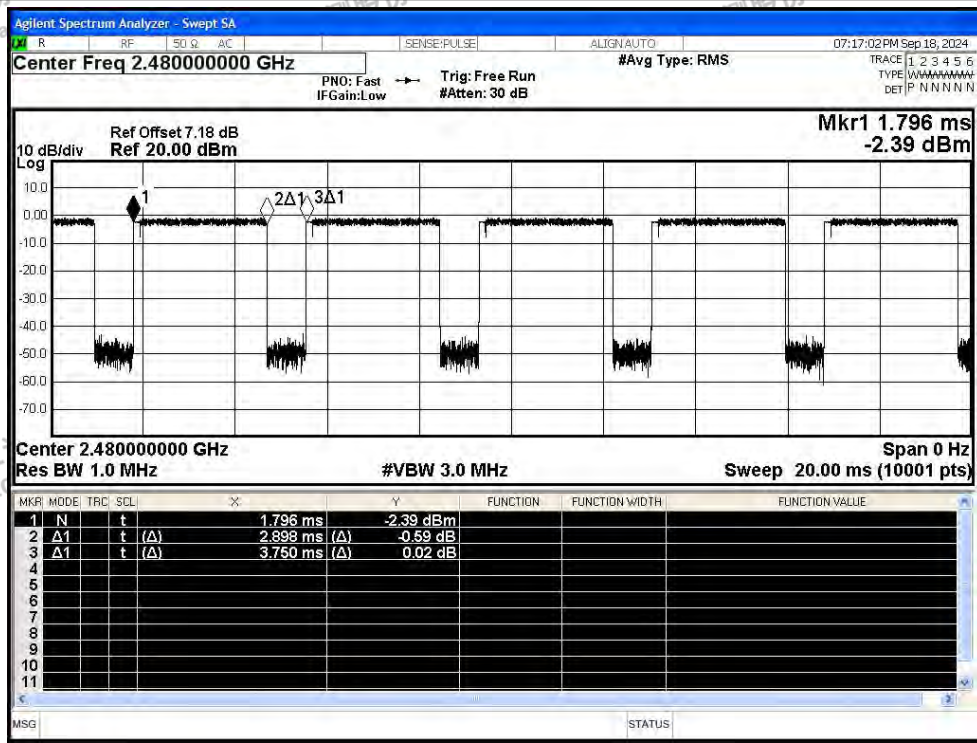 Agilent Spectrum Analyzer - Swept SA
R RF 50 Ω AC SENSE:PULSE ALIGN AUTO 07:17:02 PM Sep 18, 2024
Center Freq 2.480000000 GHz
PNO: Fast
IFGain:Low
Trig: Free Run
#Atten: 30 dB
#Avg Type: RMS
TRACE 1 2 3 4 5 6
TYPE
DET P N N N N N
Mkr1 1.796 ms
-2.39 dBm
Ref Offset 7.18 dB
10 dB/div Ref 20.00 dBm
Log
10.0
0.00
-10.0
-20.0
-30.0
-40.0
-50.0
-60.0
-70.0
1
2Δ1
3Δ1
Center 2.480000000 GHz Span 0 Hz
Res BW 1.0 MHz #VBW 3.0 MHz Sweep 20.00 ms (10001 pts)
MKR MODE TRC SCL X Y FUNCTION FUNCTION WIDTH FUNCTION VALUE
1 N t 1.796 ms -2.39 dBm
2 Δ1 t (Δ) 2.898 ms (Δ) -0.59 dB
3 Δ1 t (Δ) 3.750 ms (Δ) 0.02 dB
4
5
6
7
8
9
10
11
MSG STATUS